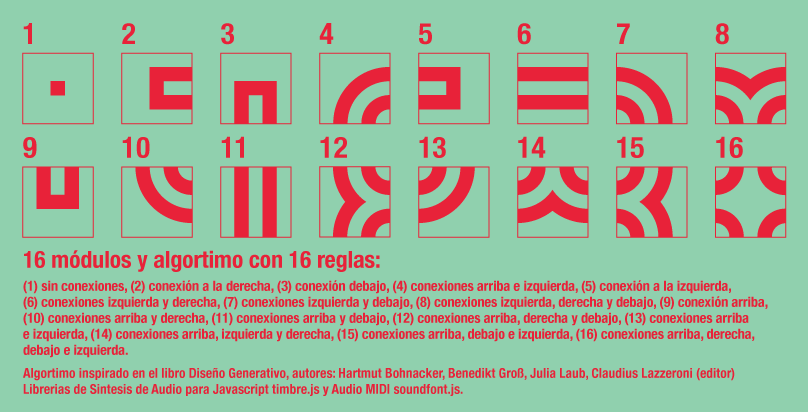 1 2 3 4 5 6 7 8
9 10 11 12 13 14 15 16
16 módulos y algortimo con 16 reglas:
(1) sin conexiones, (2) conexión a la derecha, (3) conexión debajo, (4) conexiones arriba e izquierda, (5) conexión a la izquierda,
(6) conexiones izquierda y derecha, (7) conexiones izquierda y debajo, (8) conexiones izquierda, derecha y debajo, (9) conexión arriba,
(10) conexiones arriba y derecha, (11) conexiones arriba y debajo, (12) conexiones arriba, derecha y debajo, (13) conexiones arriba
e izquierda, (14) conexiones arriba, izquierda y derecha, (15) conexiones arriba, debajo e izquierda, (16) conexiones arriba, derecha,
debajo e izquierda.
Algortimo inspirado en el libro Diseño Generativo, autores: Hartmut Bohnacker, Benedikt Groß, Julia Laub, Claudius Lazzeroni (editor)
Librerias de Sintesis de Audio para Javascript timbre.js y Audio MIDI soundfont.js.